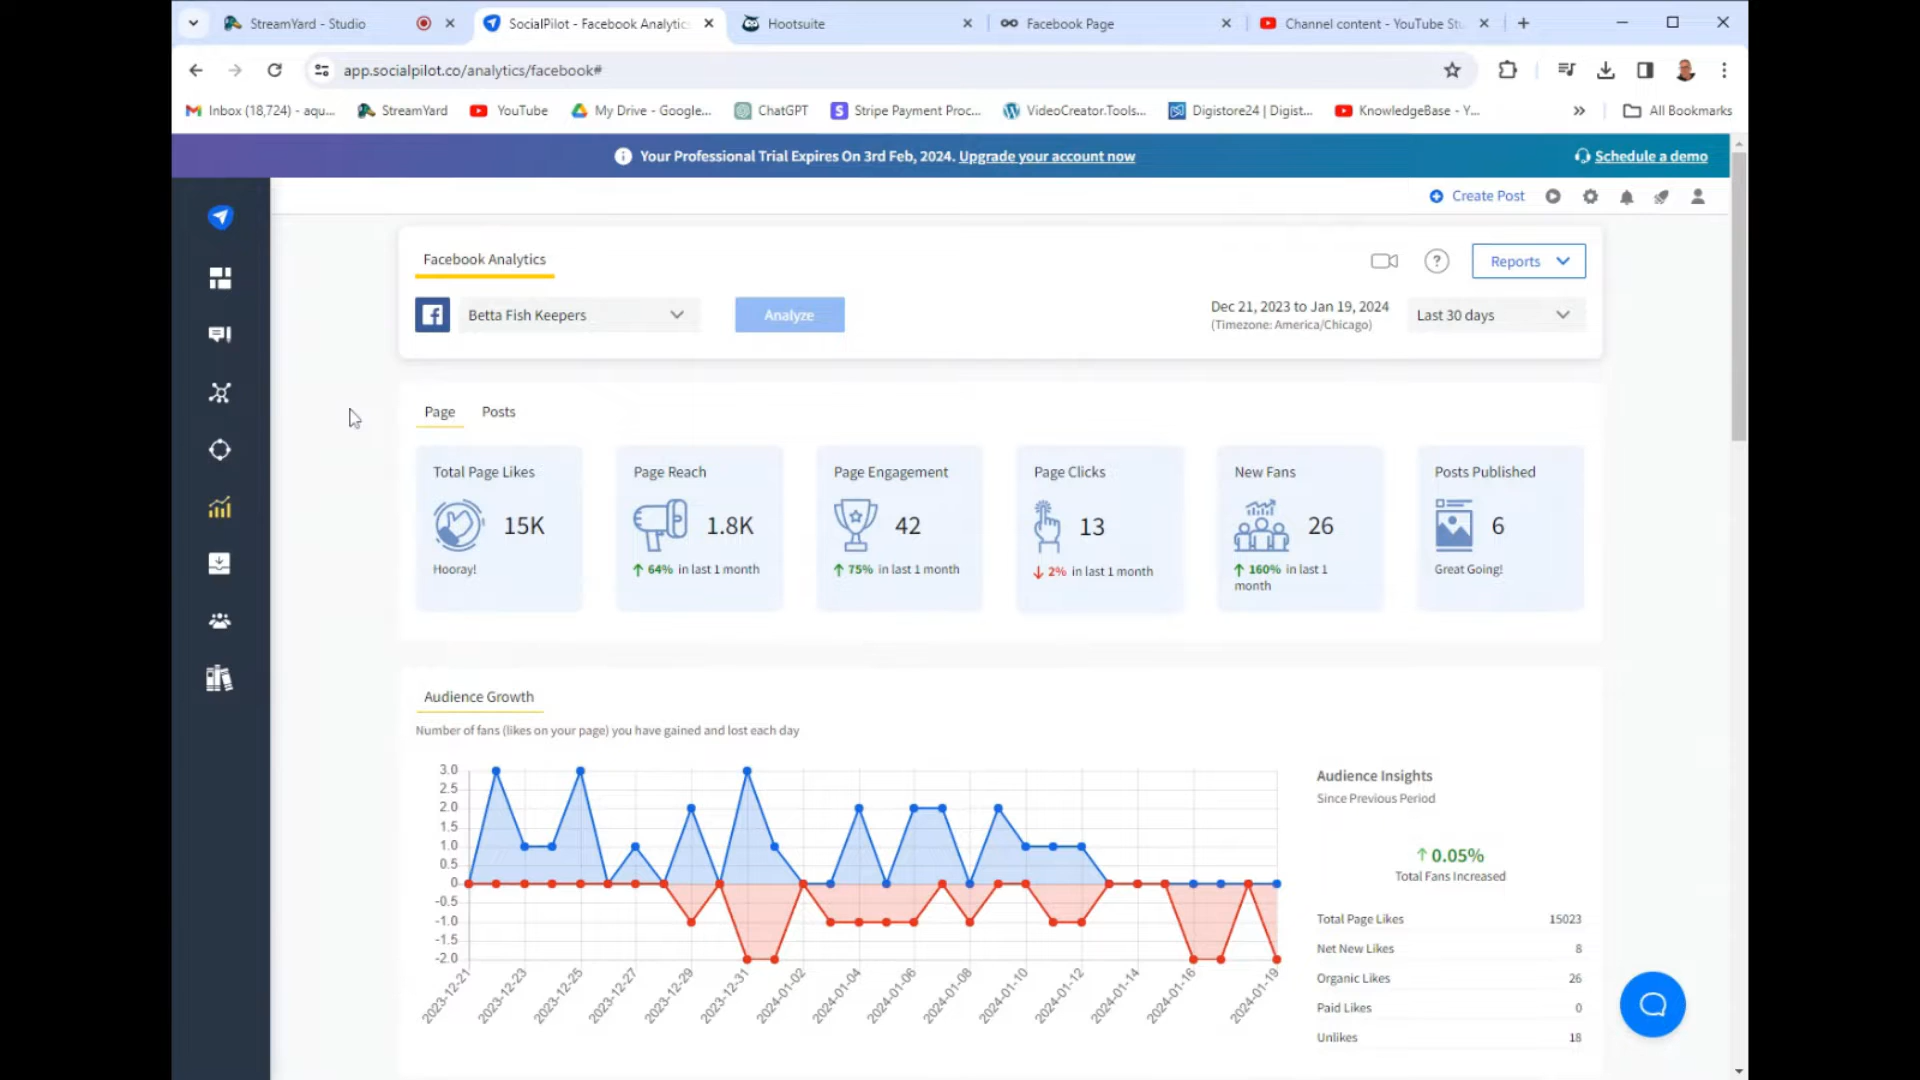 StreamYard - Studio
SocialPilot - Facebook Analytics
Hootsuite
Facebook Page
Channel content - YouTube Stu
app.socialpilot.co/analytics/facebook#
Inbox (18,724) - aqu...
StreamYard
YouTube
My Drive - Google...
ChatGPT
S Stripe Payment Proc...
VideoCreator.Tools...
Digistore24 | Digist...
KnowledgeBase - Y...
»
All Bookmarks
Your Professional Trial Expires On 3rd Feb, 2024. Upgrade your account now
Schedule a demo
Create Post
Facebook Analytics
? Reports
Betta Fish Keepers
Analyze
Dec 21, 2023 to Jan 19, 2024
(Timezone: America/Chicago)
Last 30 days
Page Posts
Total Page Likes
15K
Hooray!
Page Reach
1.8K
↑ 64% in last 1 month
Page Engagement
42
↑ 75% in last 1 month
Page Clicks
13
↓ 2% in last 1 month
New Fans
26
↑ 160% in last 1
month
Posts Published
6
Great Going!
Audience Growth
Number of fans (likes on your page) you have gained and lost each day
3.0
2.5
2.0
1.5
1.0
0.5
0
-0.5
-1.0
-1.5
-2.0
2023-12-21
2023-12-23
2023-12-25
2023-12-27
2023-12-29
2023-12-31
2024-01-02
2024-01-04
2024-01-06
2024-01-08
2024-01-10
2024-01-12
2024-01-14
2024-01-16
2024-01-19
Audience Insights
Since Previous Period
↑ 0.05%
Total Fans Increased
Total Page Likes 15023
Net New Likes 8
Organic Likes 26
Paid Likes 0
Unlikes 18